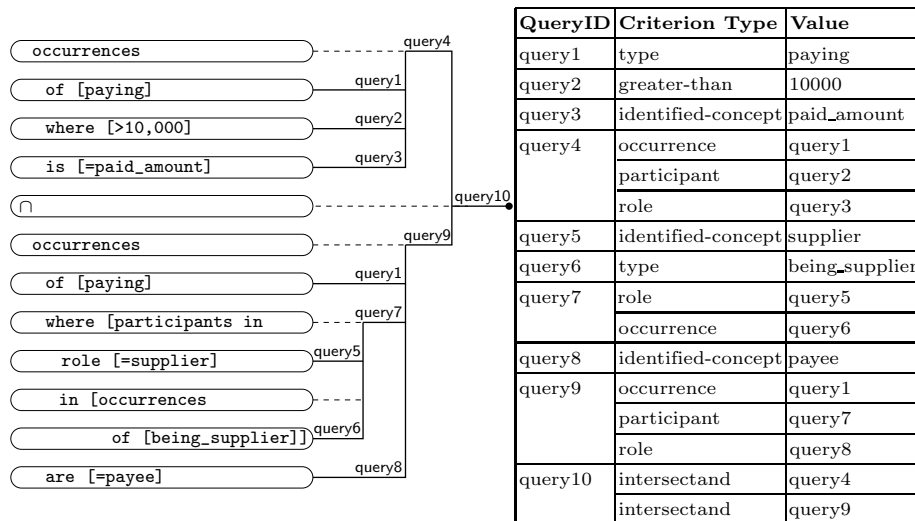 query4
occurrences
query1
of [paying]
query2
where [>10,000]
query3
is [=paid_amount]
query10
∩
query9
occurrences
query1
of [paying]
query7
where [participants in
query5
role [=supplier]
in [occurrences
query6
of [being_supplier]]
query8
are [=payee]
QueryID Criterion Type Value
query1 type paying
query2 greater-than 10000
query3 identified-concept paid_amount
query4 occurrence query1
participant query2
role query3
query5 identified-concept supplier
query6 type being_supplier
query7 role query5
occurrence query6
query8 identified-concept payee
query9 occurrence query1
participant query7
role query8
query10 intersectand query4
intersectand query9